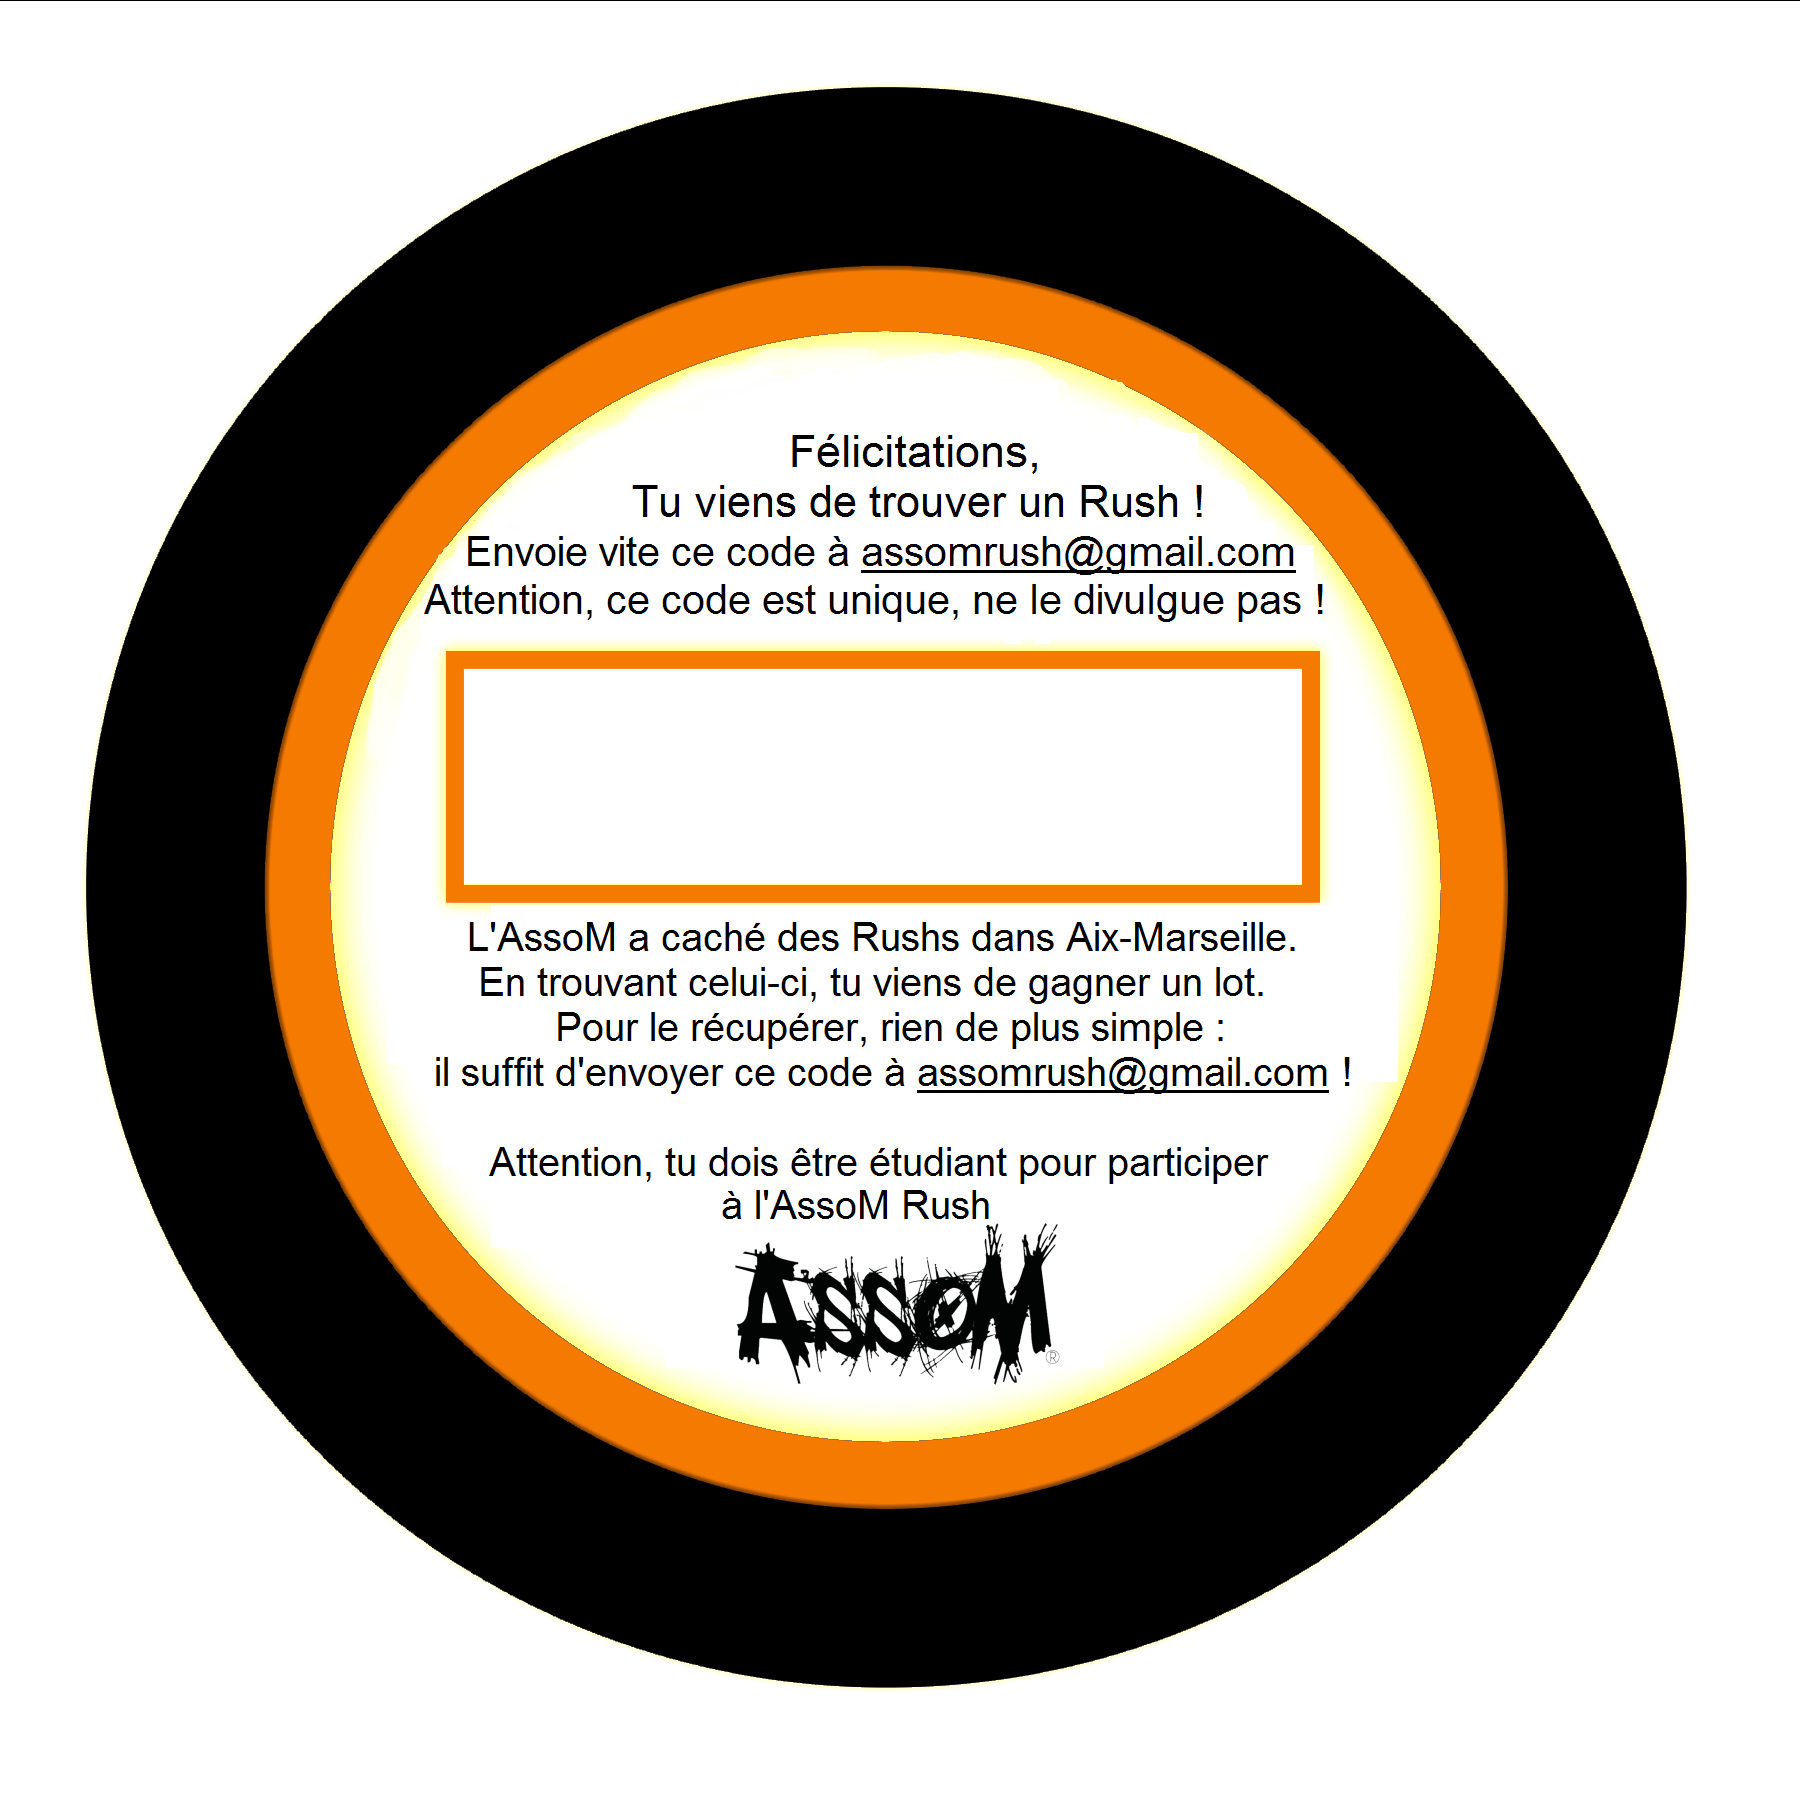 Félicitations,
Tu viens de trouver un Rush !
Envoie vite ce code à assomrush@gmail.com
Attention, ce code est unique, ne le divulgue pas !
L'AssoM a caché des Rushs dans Aix-Marseille.
En trouvant celui-ci, tu viens de gagner un lot.
Pour le récupérer, rien de plus simple :
il suffit d'envoyer ce code à assomrush@gmail.com !
Attention, tu dois être étudiant pour participer
à l'AssoM Rush
AssoM®